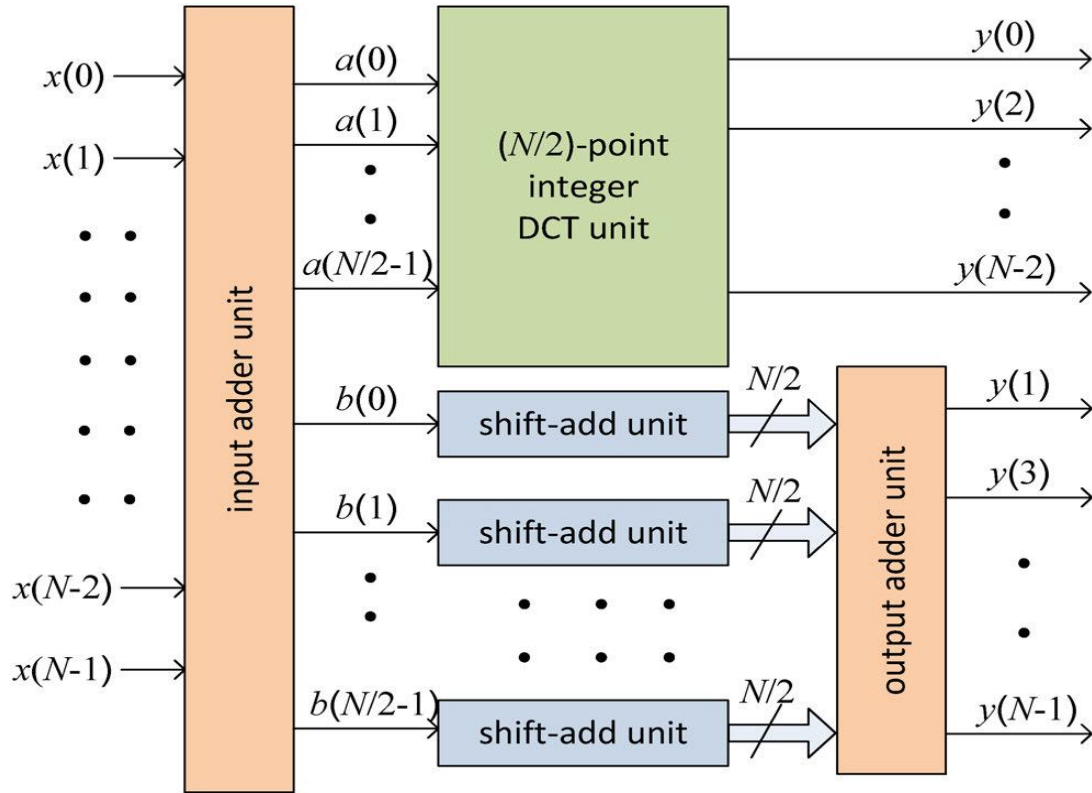 x(0)
x(1)
x(N-2)
x(N-1)
input adder unit
a(0)
a(1)
a(N/2-1)
b(0)
b(1)
b(N/2-1)
(N/2)-point
integer
DCT unit
shift-add unit
shift-add unit
shift-add unit
N/2
N/2
N/2
output adder unit
y(0)
y(2)
y(N-2)
y(1)
y(3)
y(N-1)